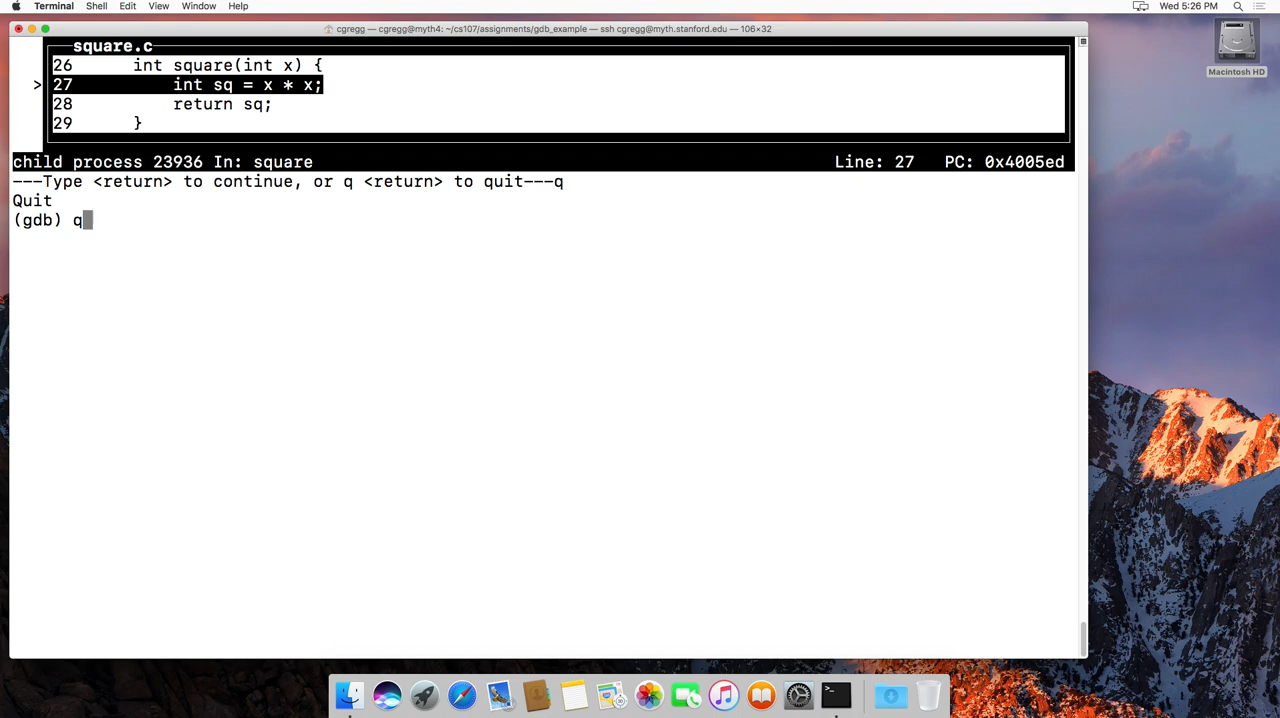 Terminal Shell Edit View Window Help Wed 5:26 PM
cgregg — cgregg@myth4: ~/cs107/assignments/gdb_example — ssh cgregg@myth.stanford.edu — 106×32
Macintosh HD
square.c
26 int square(int x) {
> 27 int sq = x * x;
28 return sq;
29 }
child process 23936 In: square Line: 27 PC: 0x4005ed
---Type <return> to continue, or q <return> to quit---q
Quit
(gdb) q